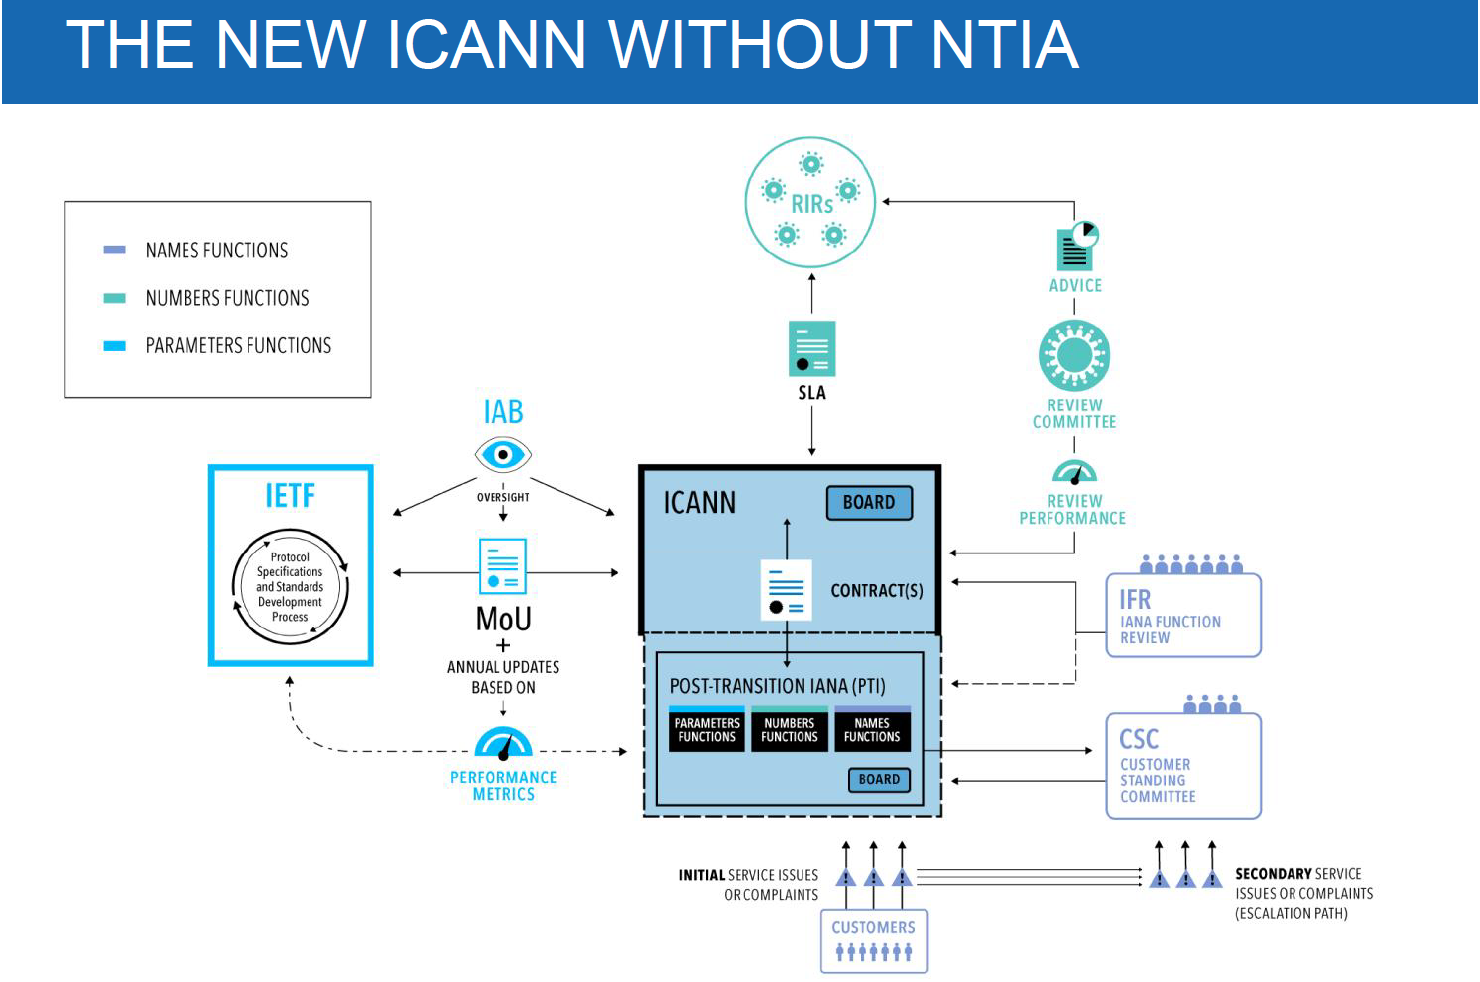 THE NEW ICANN WITHOUT NTIA
NAMES FUNCTIONS
NUMBERS FUNCTIONS
PARAMETERS FUNCTIONS
RIRs
ADVICE
REVIEW
COMMITTEE
REVIEW
PERFORMANCE
SLA
IAB
OVERSIGHT
IETF
Protocol
Specifications
and Standards
Development
Process
MoU
+
ANNUAL UPDATES
BASED ON
PERFORMANCE
METRICS
ICANN
BOARD
CONTRACT(S)
POST-TRANSITION IANA (PTI)
PARAMETERS
FUNCTIONS
NUMBERS
FUNCTIONS
NAMES
FUNCTIONS
BOARD
IFR
IANA FUNCTION
REVIEW
CSC
CUSTOMER
STANDING
COMMITTEE
INITIAL SERVICE ISSUES
OR COMPLAINTS
! ! !
! ! !
SECONDARY SERVICE
ISSUES OR COMPLAINTS
(ESCALATION PATH)
CUSTOMERS